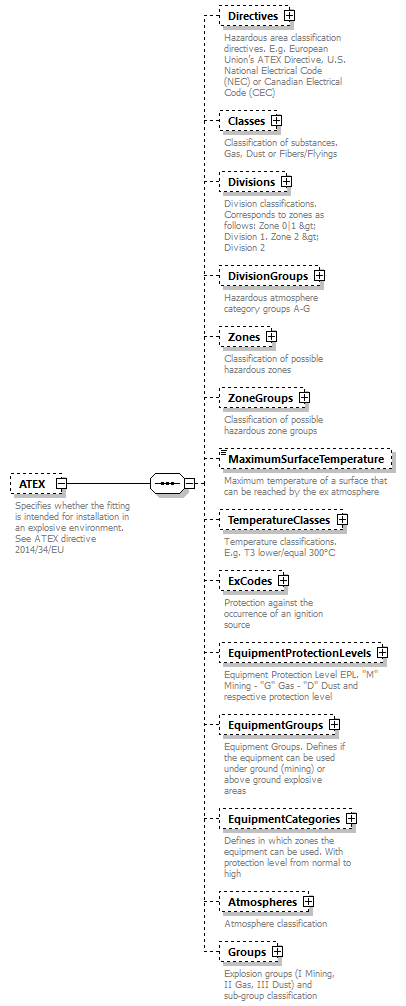 Directives
Hazardous area classification
directives. E.g. European
Union's ATEX Directive, U.S.
National Electrical Code
(NEC) or Canadian Electrical
Code (CEC)
Classes
Classification of substances.
Gas, Dust or Fibers/Flyings
Divisions
Division classifications.
Corresponds to zones as
follows: Zone 0|1 &gt;
Division 1. Zone 2 &gt;
Division 2
DivisionGroups
Hazardous atmosphere
category groups A-G
Zones
Classification of possible
hazardous zones
ZoneGroups
Classification of possible
hazardous zone groups
ATEX
Specifies whether the fitting
is intended for installation in
an explosive environment.
See ATEX directive
2014/34/EU
MaximumSurfaceTemperature
Maximum temperature of a surface that
can be reached by the ex atmosphere
TemperatureClasses
Temperature classifications.
E.g. T3 lower/equal 300°C
ExCodes
Protection against the
occurrence of an ignition
source
EquipmentProtectionLevels
Equipment Protection Level EPL. "M"
Mining - "G" Gas - "D" Dust and
respective protection level
EquipmentGroups
Equipment Groups. Defines if
the equipment can be used
under ground (mining) or
above ground explosive
areas
EquipmentCategories
Defines in which zones the
equipment can be used. With
protection level from normal to
high
Atmospheres
Atmosphere classification
Groups
Explosion groups (I Mining,
II Gas, III Dust) and
sub-group classification